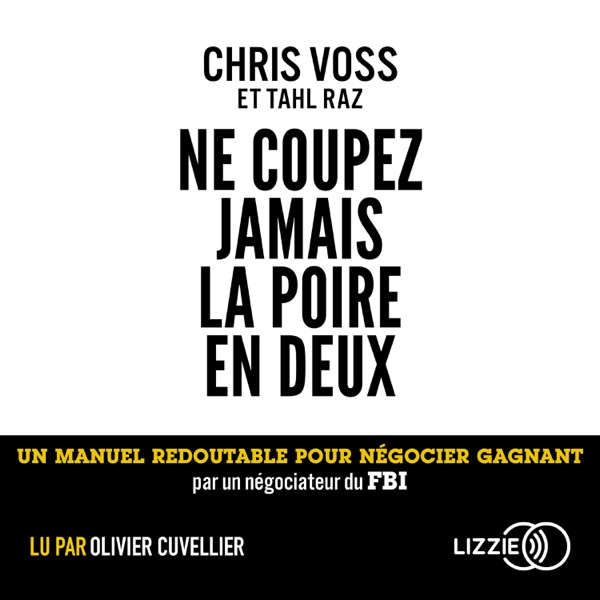 CHRIS VOSS
ET TAHL RAZ
NE COUPEZ
JAMAIS
LA POIRE
EN DEUX
UN MANUEL REDOUTABLE POUR NÉGOCIER GAGNANT
par un négociateur du FBI
LU PAR OLIVIER CUVELLIER
LIZZIE